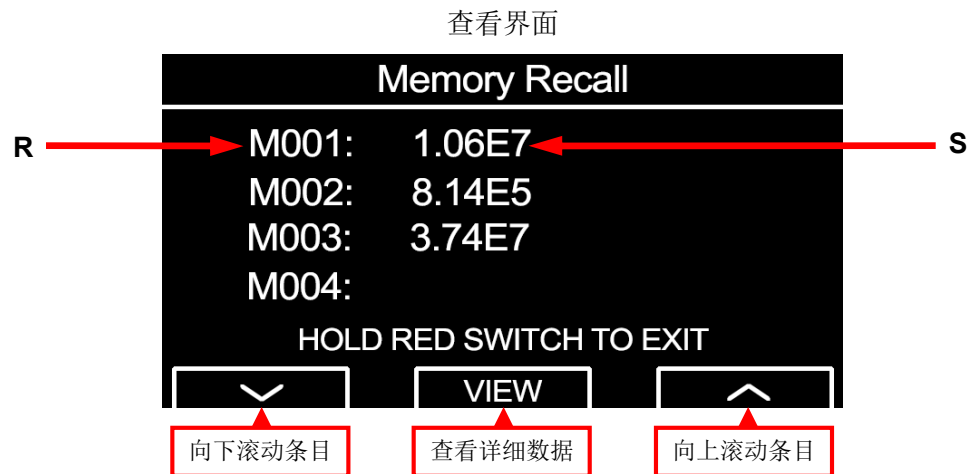 查看界面
Memory Recall
R M001: 1.06E7 S
M002: 8.14E5
M003: 3.74E7
M004:
HOLD RED SWITCH TO EXIT
VIEW
向下滚动条目 查看详细数据 向上滚动条目